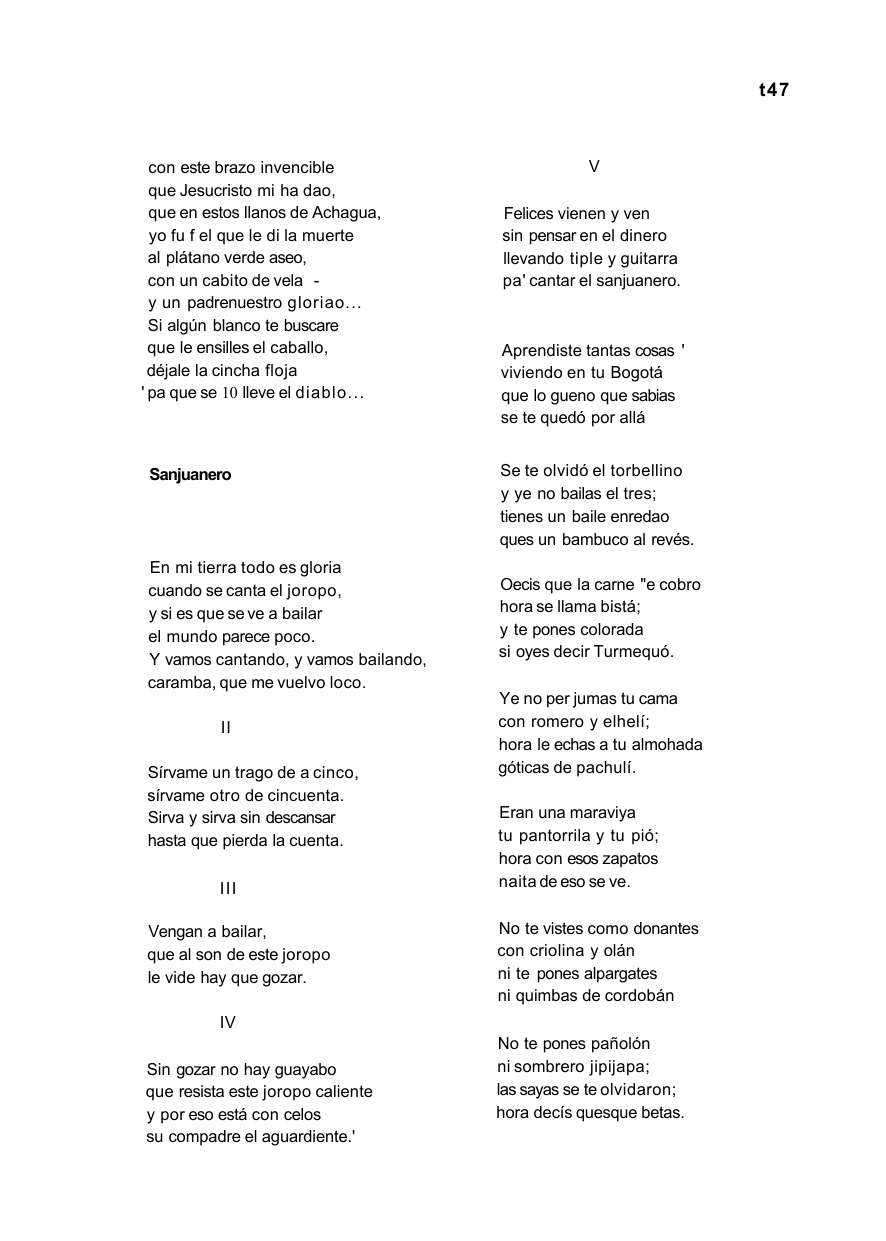 t47
con este brazo invencible
que Jesucristo mi ha dao,
que en estos llanos de Achagua,
yo fu f el que le di la muerte
al plátano verde aseo,
con un cabito de vela -
y un padrenuestro gloriao...
Si algún blanco te buscare
que le ensilles el caballo,
déjale la cincha floja
'pa que se 10 lleve el diablo...
Sanjuanero
En mi tierra todo es gloria
cuando se canta el joropo,
y si es que se ve a bailar
el mundo parece poco.
Y vamos cantando, y vamos bailando,
caramba, que me vuelvo loco.
II
Sírvame un trago de a cinco,
sírvame otro de cincuenta.
Sirva y sirva sin descansar
hasta que pierda la cuenta.
III
Vengan a bailar,
que al son de este joropo
le vide hay que gozar.
IV
Sin gozar no hay guayabo
que resista este joropo caliente
y por eso está con celos
su compadre el aguardiente.'
V
Felices vienen y ven
sin pensar en el dinero
llevando tiple y guitarra
pa' cantar el sanjuanero.
Aprendiste tantas cosas '
viviendo en tu Bogotá
que lo gueno que sabias
se te quedó por allá
Se te olvidó el torbellino
y ye no bailas el tres;
tienes un baile enredao
ques un bambuco al revés.
Oecis que la carne "e cobro
hora se llama bistá;
y te pones colorada
si oyes decir Turmequó.
Ye no per jumas tu cama
con romero y elhelí;
hora le echas a tu almohada
góticas de pachulí.
Eran una maraviya
tu pantorrila y tu pió;
hora con esos zapatos
naita de eso se ve.
No te vistes como donantes
con criolina y olán
ni te pones alpargates
ni quimbas de cordobán
No te pones pañolón
ni sombrero jipijapa;
las sayas se te olvidaron;
hora decís quesque betas.